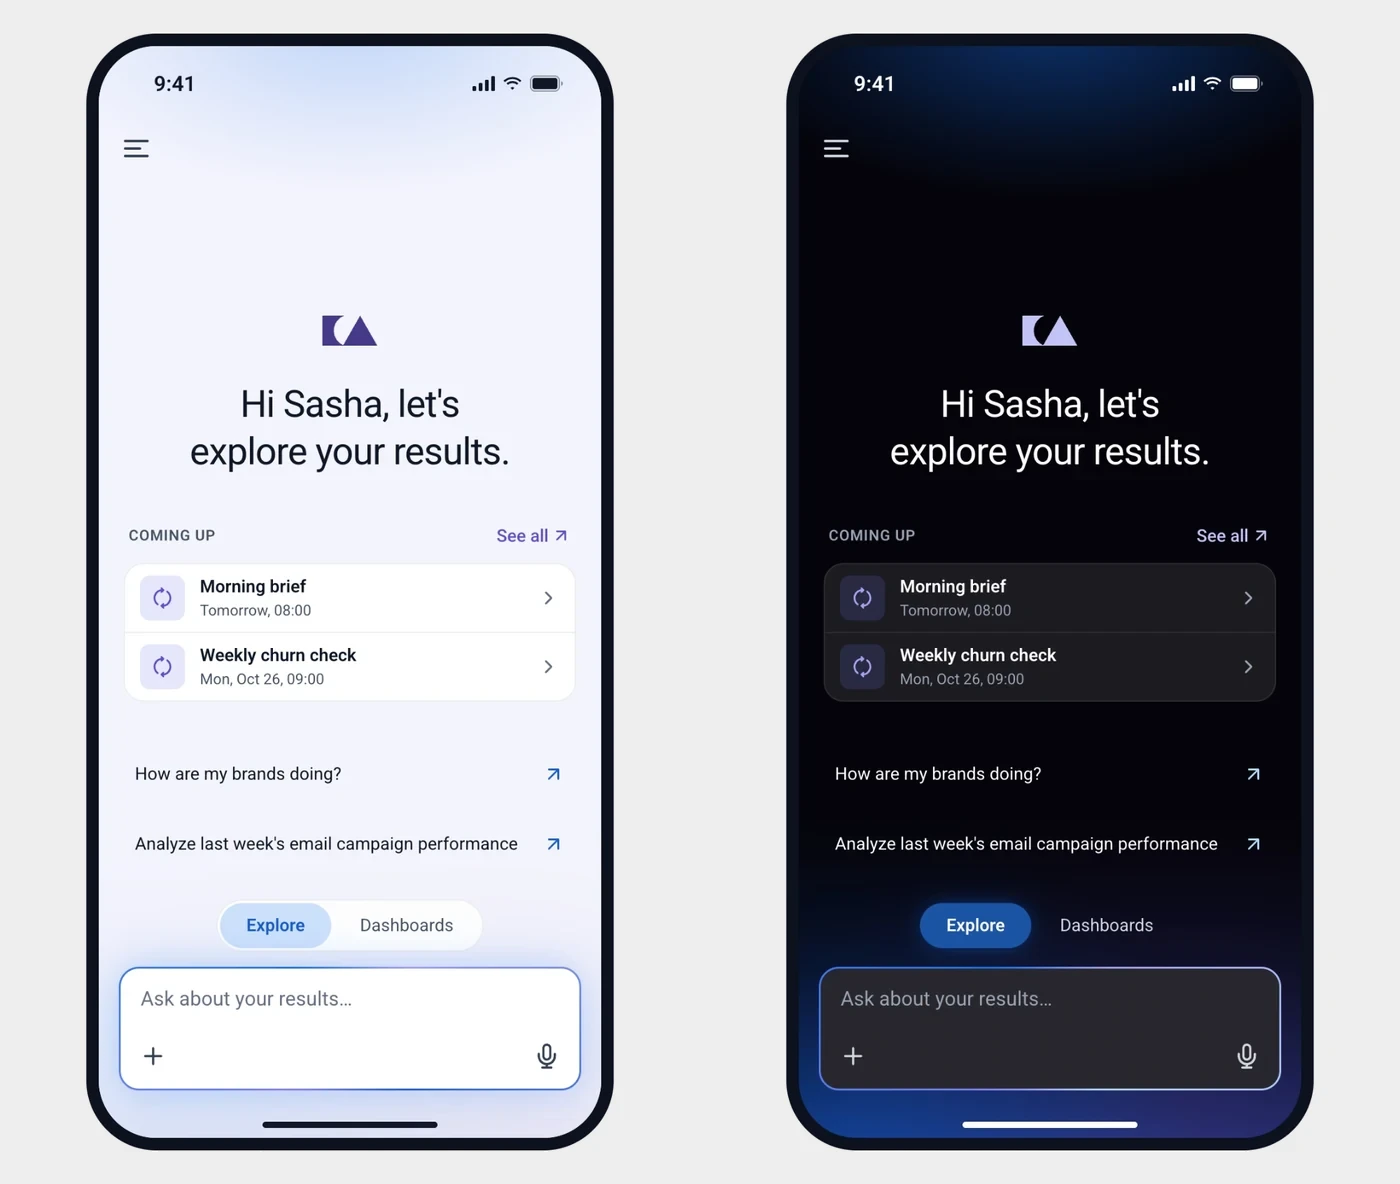 9:41
Hi Sasha, let's
explore your results.
COMING UP
See all
Morning brief
Tomorrow, 08:00
Weekly churn check
Mon, Oct 26, 09:00
How are my brands doing?
Analyze last week's email campaign performance
Explore
Dashboards
Ask about your results...
9:41
Hi Sasha, let's
explore your results.
COMING UP
See all
Morning brief
Tomorrow, 08:00
Weekly churn check
Mon, Oct 26, 09:00
How are my brands doing?
Analyze last week's email campaign performance
Explore
Dashboards
Ask about your results...